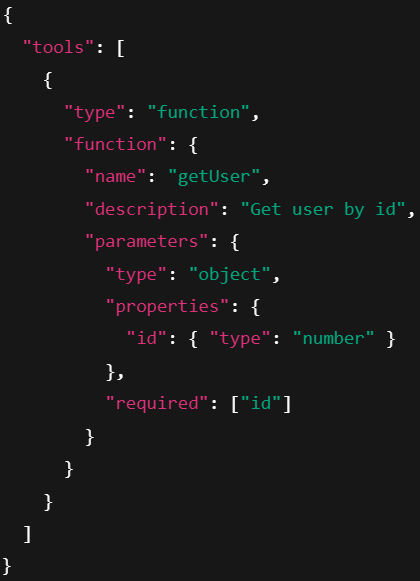 {
  "tools": [
    {
      "type": "function",
      "function": {
        "name": "getUser",
        "description": "Get user by id",
        "parameters": {
          "type": "object",
          "properties": {
            "id": { "type": "number" }
          },
          "required": ["id"]
        }
      }
    }
  ]
}